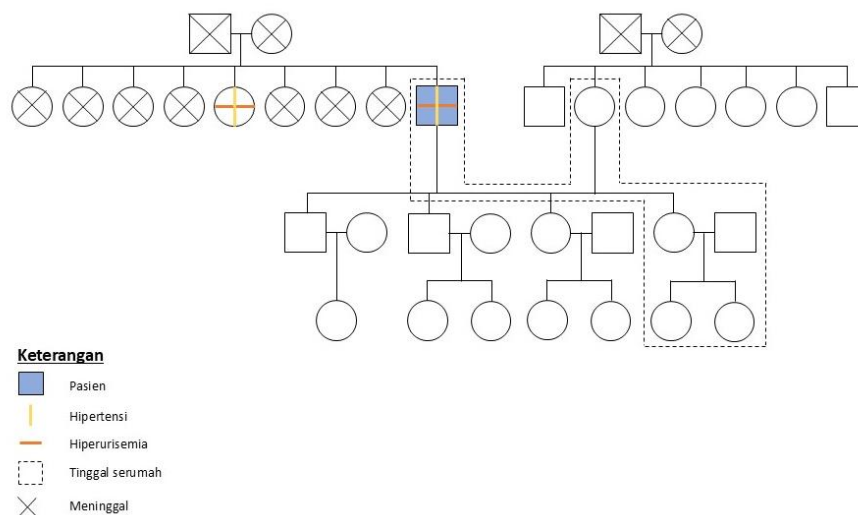 Keterangan
Pasien
Hipertensi
Hiperurisemia
Tinggal serumah
Meninggal